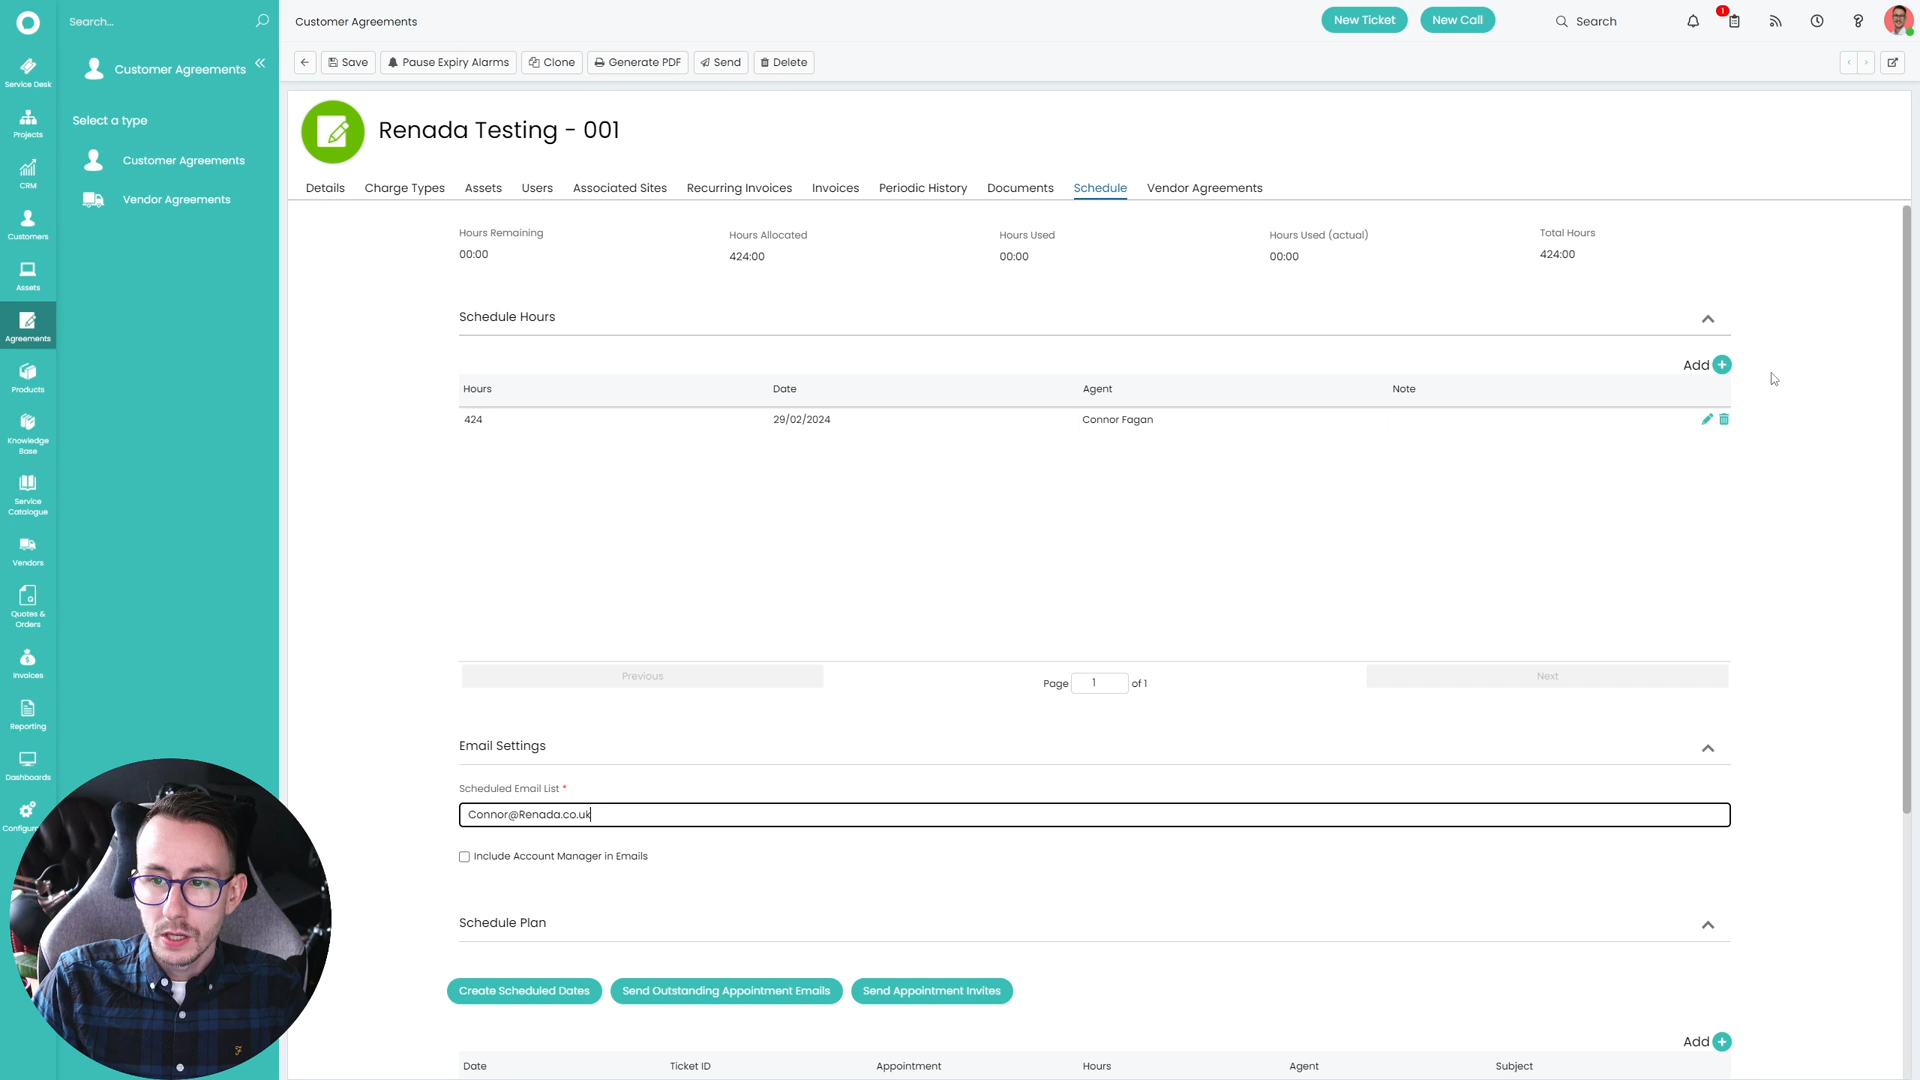 Search...
Customer Agreements
New Ticket
New Call
Search
1
Service Desk
Customer Agreements
Save
Pause Expiry Alarms
Clone
Generate PDF
Send
Delete
Projects
Select a type
Renada Testing - 001
CRM
Customer Agreements
Details
Charge Types
Assets
Users
Associated Sites
Recurring Invoices
Invoices
Periodic History
Documents
Schedule
Vendor Agreements
Customers
Vendor Agreements
Hours Remaining
Hours Allocated
Hours Used
Hours Used (actual)
Total Hours
00:00
424:00
00:00
00:00
424:00
Assets
Agreements
Schedule Hours
Products
Add
Hours
Date
Agent
Note
424
29/02/2024
Connor Fagan
Knowledge
Base
Service
Catalogue
Vendors
Quotes &
Orders
Invoices
Previous
Page 1 of 1
Next
Reporting
Email Settings
Dashboards
Scheduled Email List *
Connor@Renada.co.uk
Include Account Manager in Emails
Schedule Plan
Create Scheduled Dates
Send Outstanding Appointment Emails
Send Appointment Invites
Add
Date
Ticket ID
Appointment
Hours
Agent
Subject